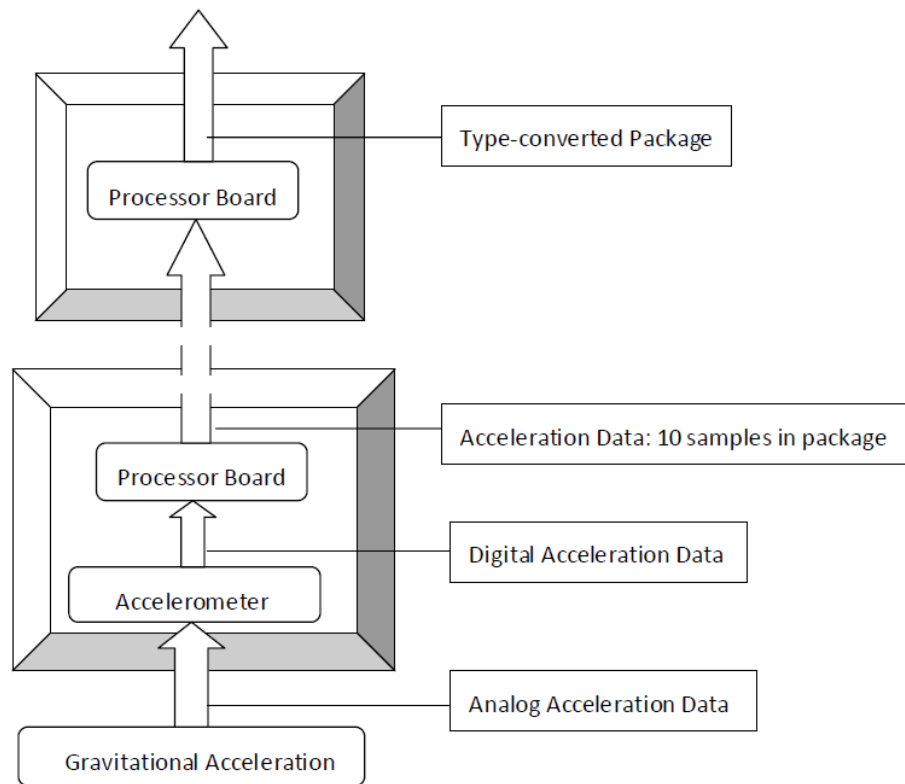 Type-converted Package
Processor Board
Acceleration Data: 10 samples in package
Processor Board
Digital Acceleration Data
Accelerometer
Analog Acceleration Data
Gravitational Acceleration